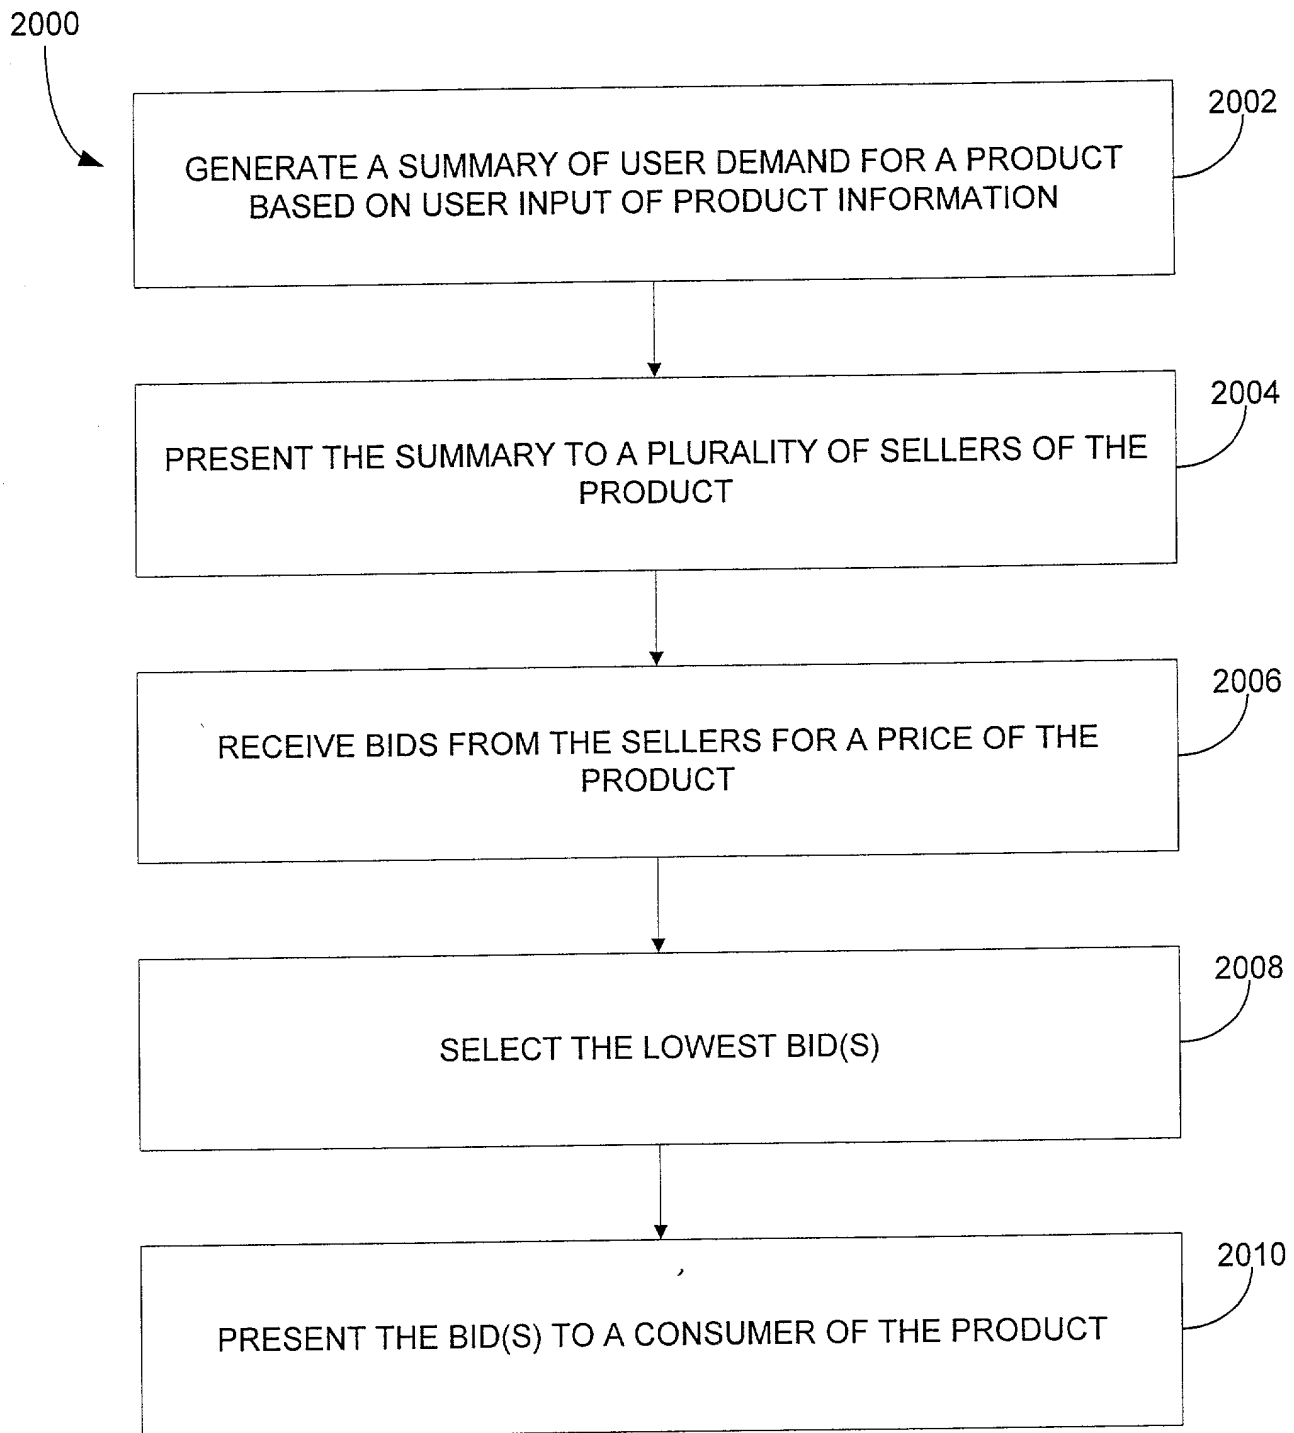 2000
2002
GENERATE A SUMMARY OF USER DEMAND FOR A PRODUCT
BASED ON USER INPUT OF PRODUCT INFORMATION
2004
PRESENT THE SUMMARY TO A PLURALITY OF SELLERS OF THE
PRODUCT
2006
RECEIVE BIDS FROM THE SELLERS FOR A PRICE OF THE
PRODUCT
2008
SELECT THE LOWEST BID(S)
2010
PRESENT THE BID(S) TO A CONSUMER OF THE PRODUCT